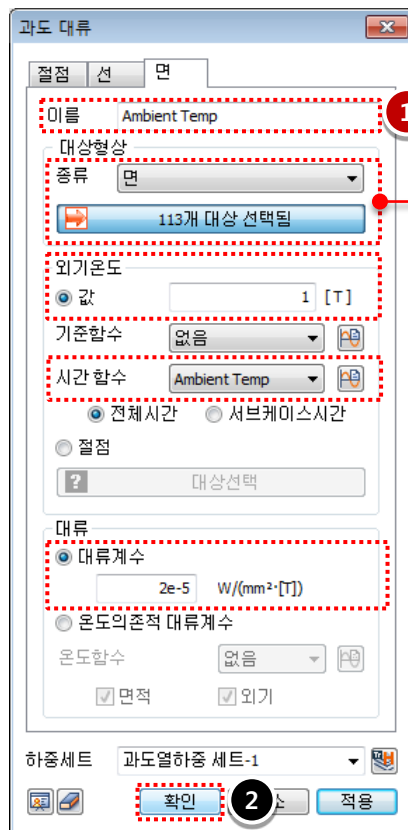 과도 대류
절점 선 면
이름 Ambient Temp
1
대상형상
종류 면
113개 대상 선택됨
외기온도
값 1 [T]
기준함수 없음
시간 함수 Ambient Temp
전체시간 서브케이스시간
절점
? 대상선택
대류
대류계수
2e-5 W/(mm²·[T])
온도의존적 대류계수
온도함수 없음
면적 외기
하중세트 과도열하중 세트-1
확인 2 소 적용